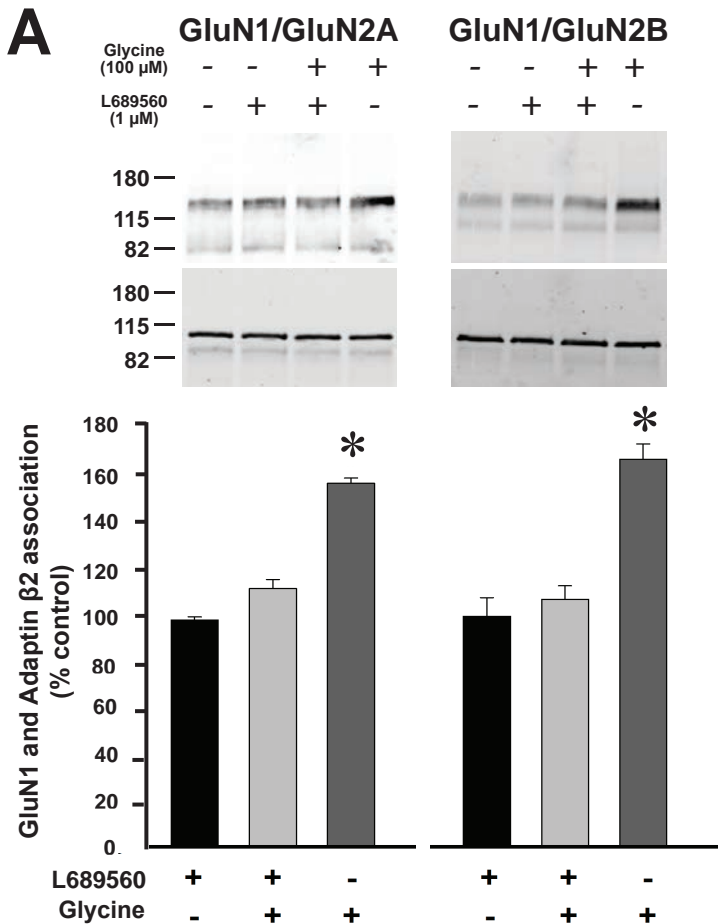 A
GluN1/GluN2A GluN1/GluN2B
Glycine
(100 µM) - - + + - - + +
L689560
(1 µM) - + + - - + + -
180
115
82
180
115
82
GluN1 and Adaptin β2 association
(% control)
180
160
140
120
100
80
60
40
20
0.
* *
L689560 + + - + + -
Glycine - + + - + +